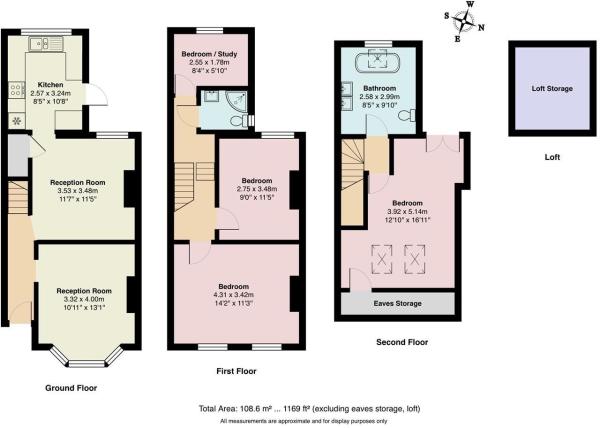 W
S
N
E
Kitchen
2.57 x 3.24m
8'5" x 10'8"
Reception Room
3.53 x 3.48m
11'7" x 11'5"
Reception Room
3.32 x 4.00m
10'11" x 13'1"
Ground Floor
Bedroom / Study
2.55 x 1.78m
8'4" x 5'10"
Bedroom
2.75 x 3.48m
9'0" x 11'5"
Bedroom
4.31 x 3.42m
14'2" x 11'3"
First Floor
Bathroom
2.58 x 2.99m
8'5" x 9'10"
Bedroom
3.92 x 5.14m
12'10" x 16'11"
Eaves Storage
Second Floor
Loft Storage
Loft
Total Area: 108.6 m² ... 1169 ft² (excluding eaves storage, loft)
All measurements are approximate and for display purposes only